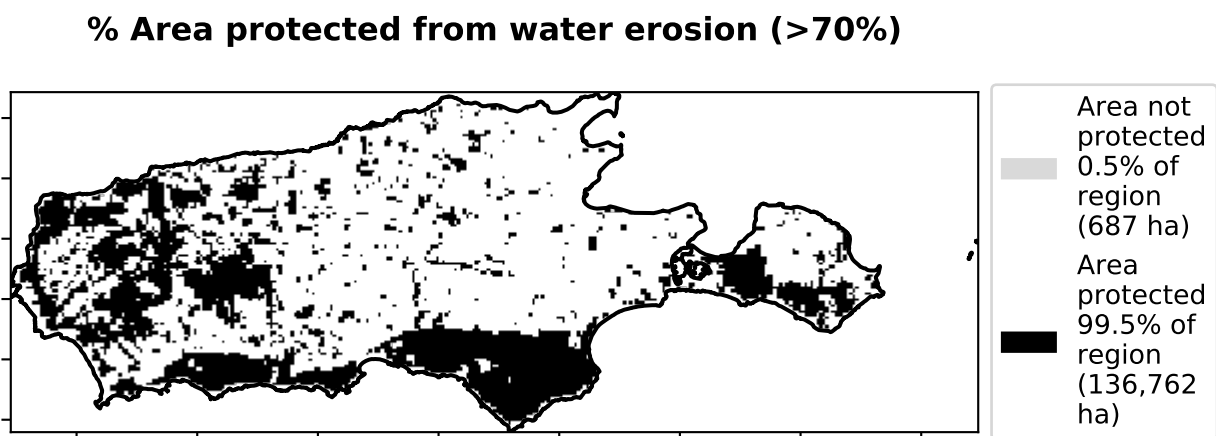 % Area protected from water erosion (>70%)
Area not
protected
0.5% of
region
(687 ha)
Area
protected
99.5% of
region
(136,762
ha)